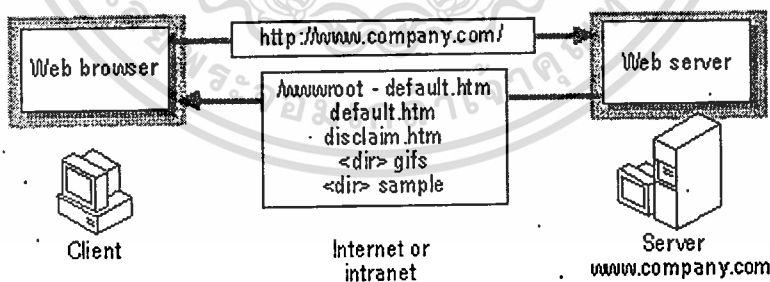 http://www.company.com/
Web browser
Web server
/wwwroot - default.htm
default.htm
disclaim.htm
<dir> gifs
<dir> sample
Client
Internet or
intranet
Server
www.company.com